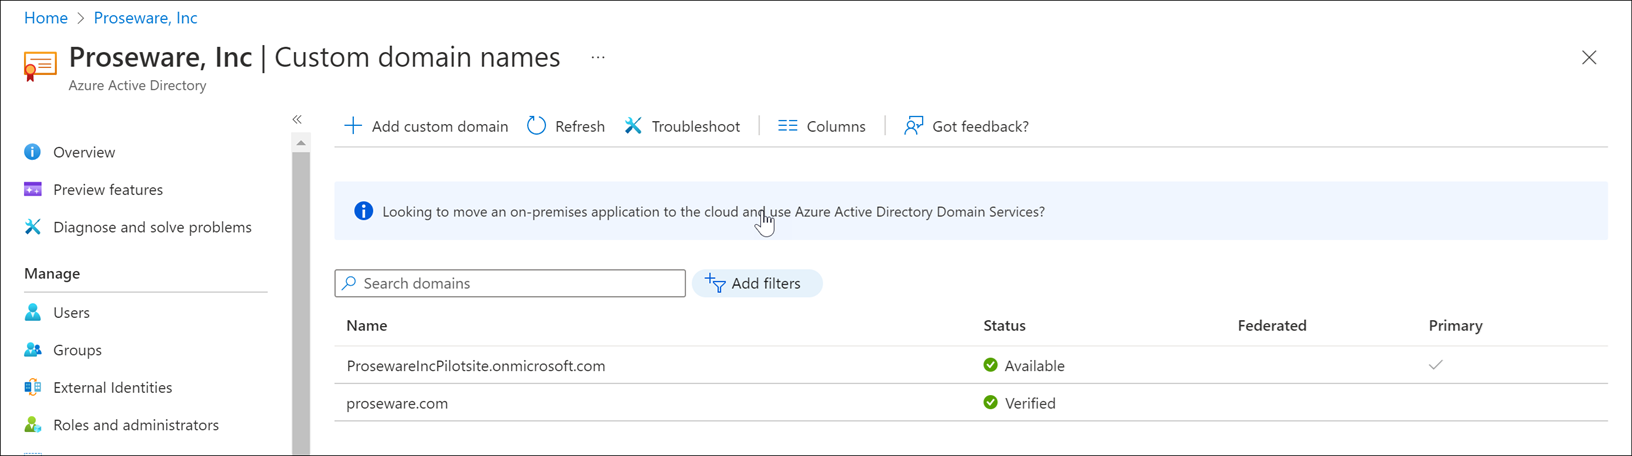 Home > Proseware, Inc
Proseware, Inc | Custom domain names ...
Azure Active Directory
«
Overview
Preview features
Diagnose and solve problems
Manage
Users
Groups
External Identities
Roles and administrators
Add custom domain Refresh Troubleshoot Columns Got feedback?
Looking to move an on-premises application to the cloud and use Azure Active Directory Domain Services?
Search domains Add filters
Name Status Federated Primary
ProsewareIncPilotsite.onmicrosoft.com Available
proseware.com Verified